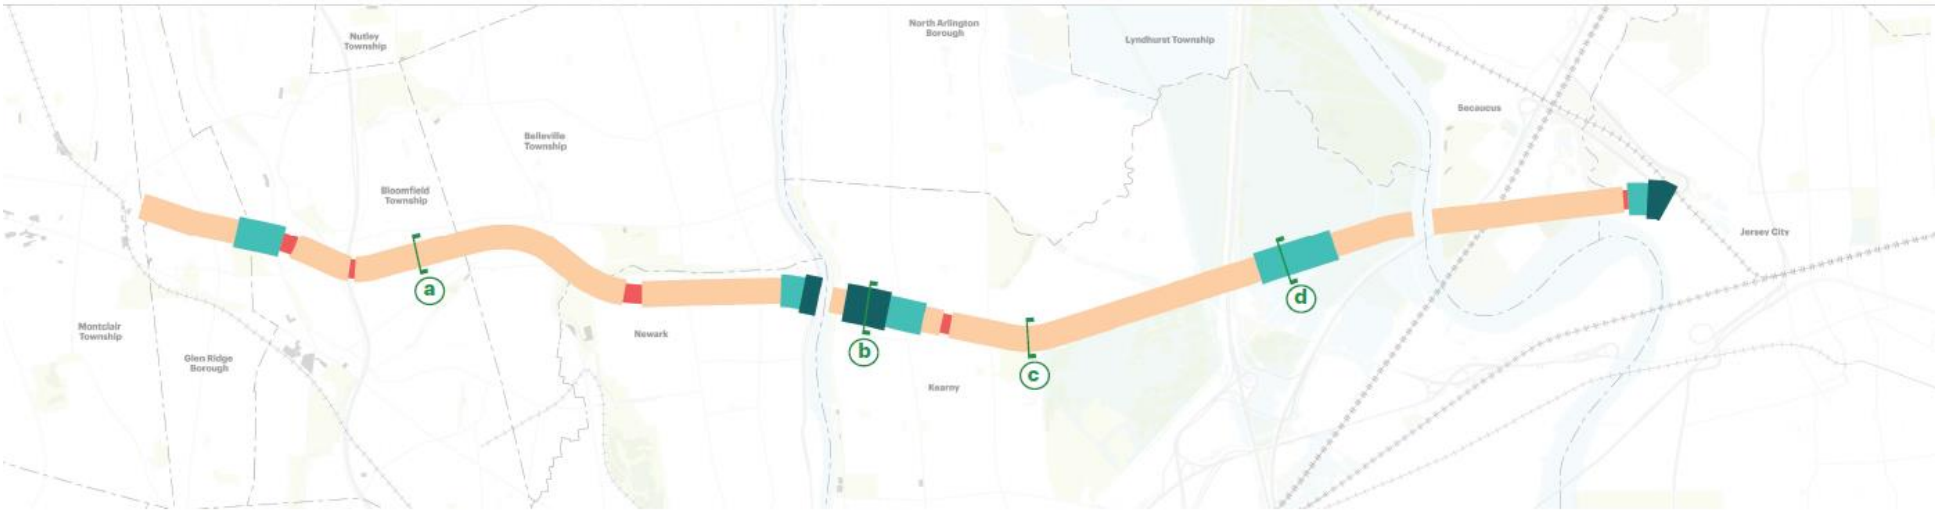 North Arlington
Borough
Nutley
Township
Lyndhurst Township
Secaucus
Belleville
Township
Bloomfield
Township
Jersey City
a
d
Montclair
Township
Newark
b
Glen Ridge
Borough
c
Kearny